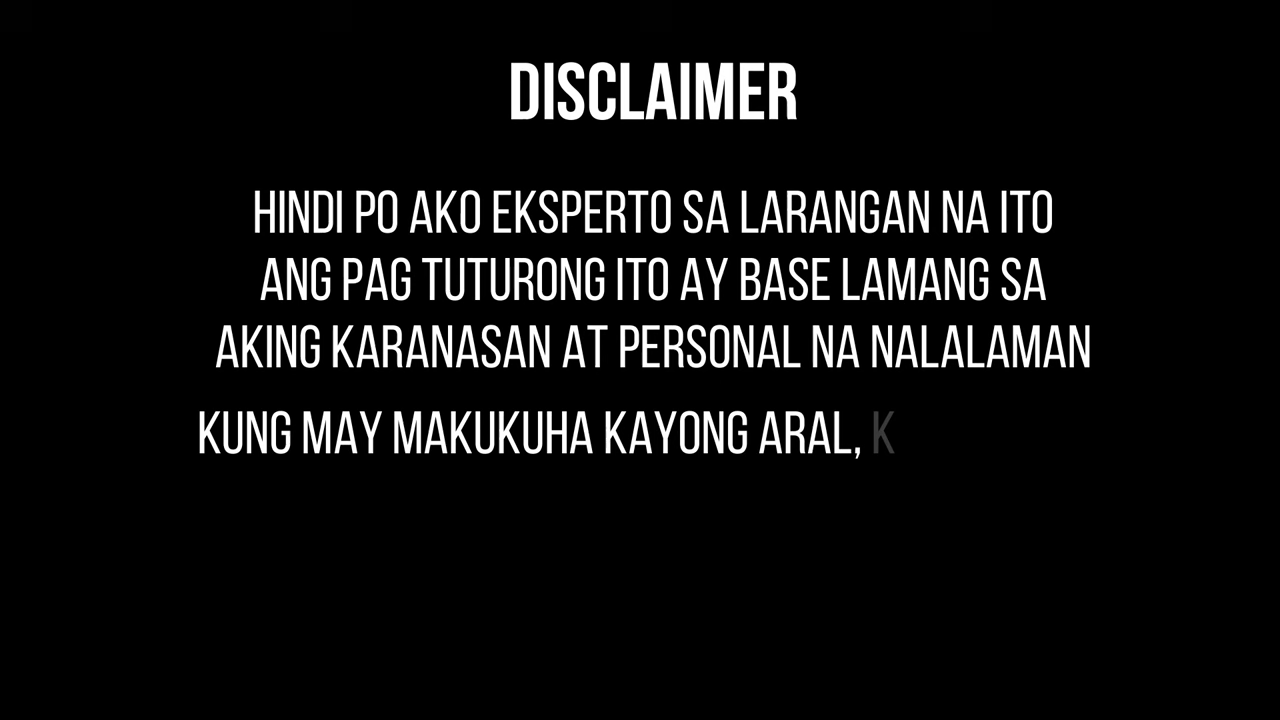 DISCLAIMER
HINDI PO AKO EKSPERTO SA LARANGAN NA ITO
ANG PAG TUTURONG ITO AY BASE LAMANG SA
AKING KARANASAN AT PERSONAL NA NALALAMAN
KUNG MAY MAKUKUHA KAYONG ARAL, K